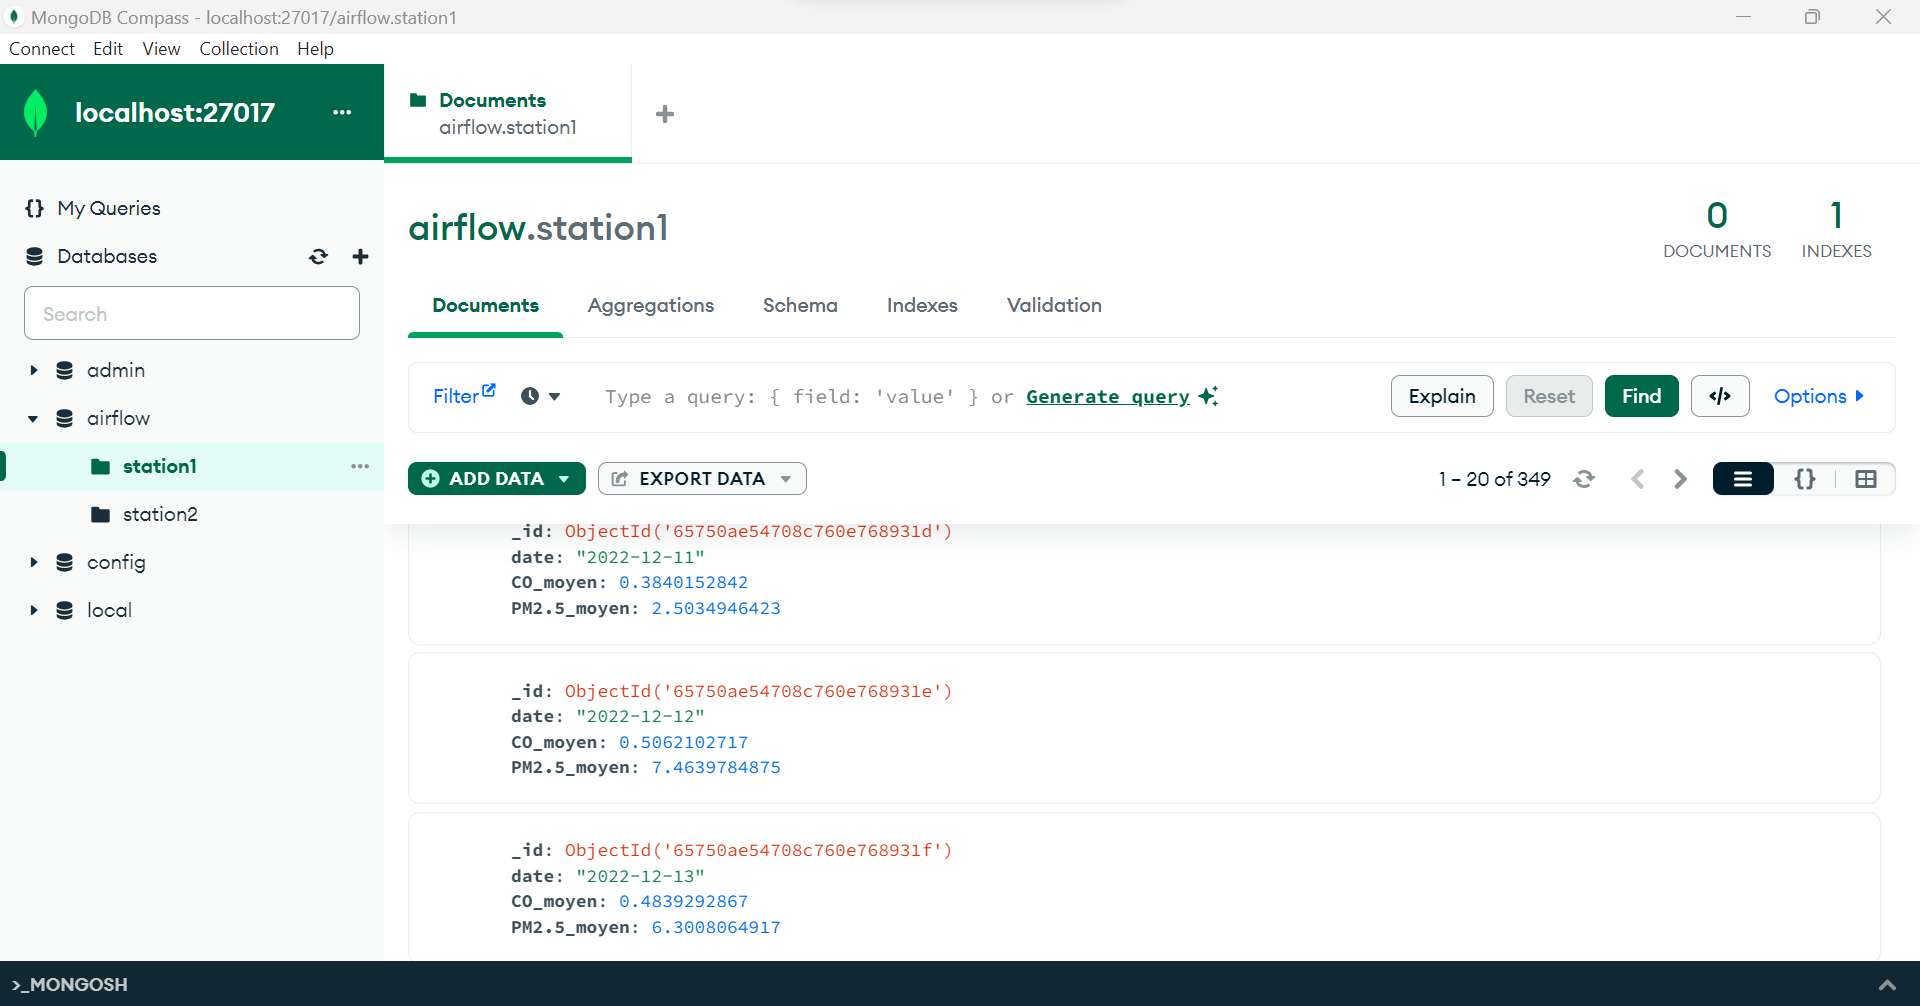 MongoDB Compass - localhost:27017/airflow.station1
Connect Edit View Collection Help
localhost:27017
Documents
airflow.station1
My Queries
Databases
Search
admin
airflow
station1
station2
config
local
airflow.station1
0
DOCUMENTS
1
INDEXES
Documents Aggregations Schema Indexes Validation
Filter Type a query: { field: 'value' } or Generate query Explain Reset Find </> Options
ADD DATA EXPORT DATA 1 – 20 of 349 {}
_id: ObjectId('65750ae54708c760e768931d')
date: "2022-12-11"
CO_moyen: 0.3840152842
PM2.5_moyen: 2.5034946423
_id: ObjectId('65750ae54708c760e768931e')
date: "2022-12-12"
CO_moyen: 0.5062102717
PM2.5_moyen: 7.4639784875
_id: ObjectId('65750ae54708c760e768931f')
date: "2022-12-13"
CO_moyen: 0.4839292867
PM2.5_moyen: 6.3008064917
>_MONGOSH